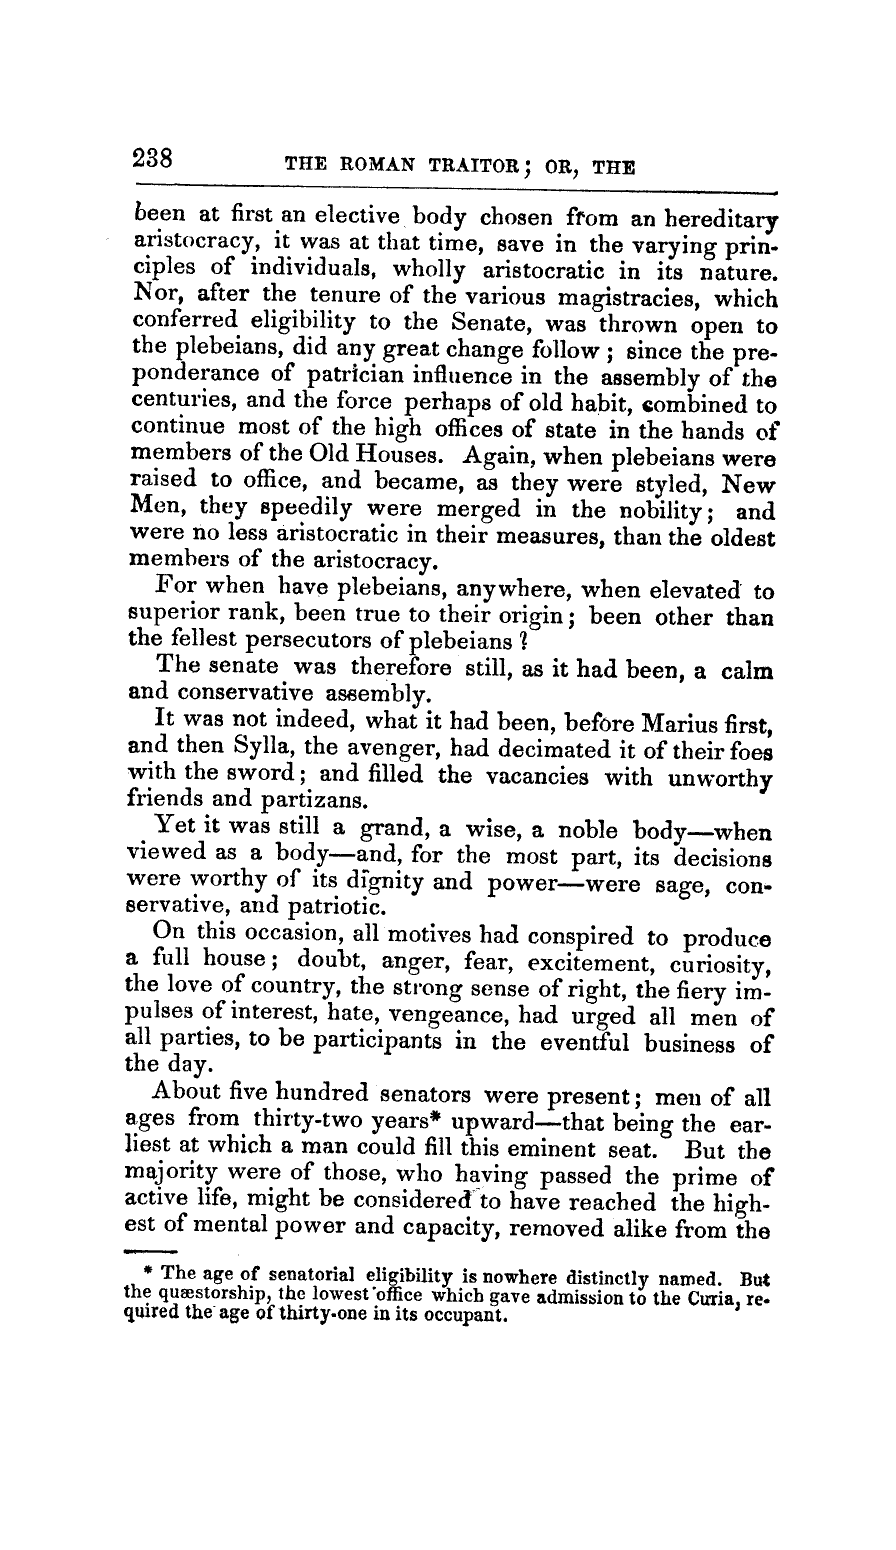 238 THE ROMAN TRAITOR; OR, THE
been at first an elective body chosen from an hereditary
aristocracy, it was at that time, save in the varying prin-
ciples of individuals, wholly aristocratic in its nature.
Nor, after the tenure of the various magistracies, which
conferred eligibility to the Senate, was thrown open to
the plebeians, did any great change follow; since the pre-
ponderance of patrician influence in the assembly of the
centuries, and the force perhaps of old habit, combined to
continue most of the high offices of state in the hands of
members of the Old Houses. Again, when plebeians were
raised to office, and became, as they were styled, New
Men, they speedily were merged in the nobility; and
were no less aristocratic in their measures, than the oldest
members of the aristocracy.
For when have plebeians, anywhere, when elevated to
superior rank, been true to their origin; been other than
the fellest persecutors of plebeians?
The senate was therefore still, as it had been, a calm
and conservative assembly.
It was not indeed, what it had been, before Marius first,
and then Sylla, the avenger, had decimated it of their foes
with the sword; and filled the vacancies with unworthy
friends and partizans.
Yet it was still a grand, a wise, a noble body—when
viewed as a body—and, for the most part, its decisions
were worthy of its dignity and power—were sage, con-
servative, and patriotic.
On this occasion, all motives had conspired to produce
a full house; doubt, anger, fear, excitement, curiosity,
the love of country, the strong sense of right, the fiery im-
pulses of interest, hate, vengeance, had urged all men of
all parties, to be participants in the eventful business of
the day.
About five hundred senators were present; men of all
ages from thirty-two years* upward—that being the ear-
liest at which a man could fill this eminent seat. But the
majority were of those, who having passed the prime of
active life, might be considered to have reached the high-
est of mental power and capacity, removed alike from the
* The age of senatorial eligibility is nowhere distinctly named. But
the quæstorship, the lowest office which gave admission to the Curia, re-
quired the age of thirty-one in its occupant.